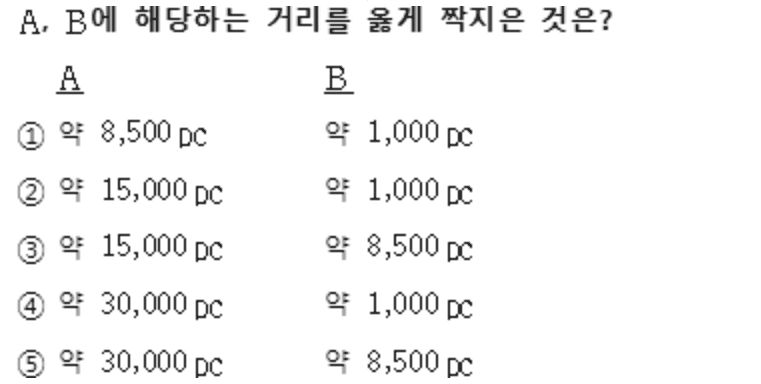 A, B에 해당하는 거리를 옳게 짝지은 것은?
A B
① 약 8,500 pc 약 1,000 pc
② 약 15,000 pc 약 1,000 pc
③ 약 15,000 pc 약 8,500 pc
④ 약 30,000 pc 약 1,000 pc
⑤ 약 30,000 pc 약 8,500 pc